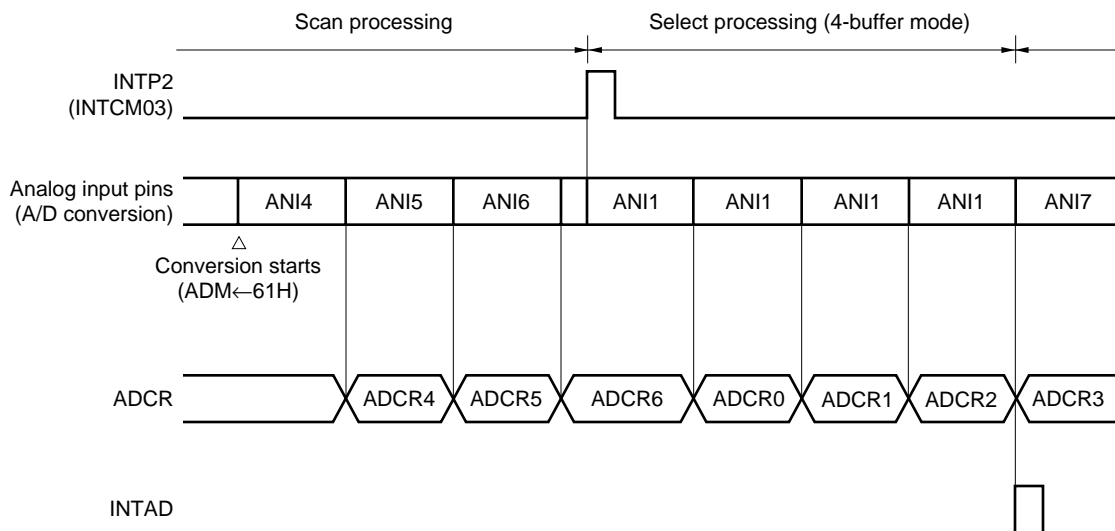 Scan processing
Select processing (4-buffer mode)
INTP2
(INTCM03)
Analog input pins
(A/D conversion)
ANI4 ANI5 ANI6 ANI1 ANI1 ANI1 ANI1 ANI7
△
Conversion starts
(ADM←61H)
ADCR
ADCR4 ADCR5 ADCR6 ADCR0 ADCR1 ADCR2 ADCR3
INTAD